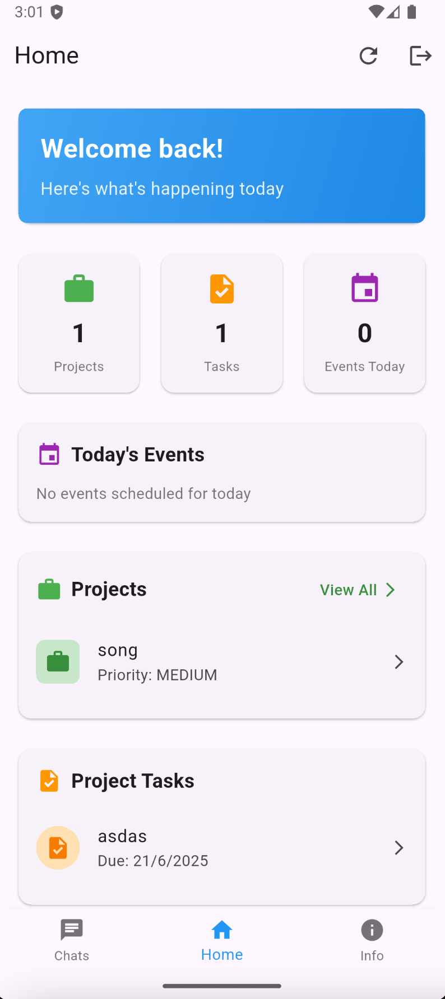 3:01
Home
Welcome back!
Here's what's happening today
1
Projects
1
Tasks
0
Events Today
Today's Events
No events scheduled for today
Projects
View All
song
Priority: MEDIUM
Project Tasks
asdas
Due: 21/6/2025
Chats
Home
Info